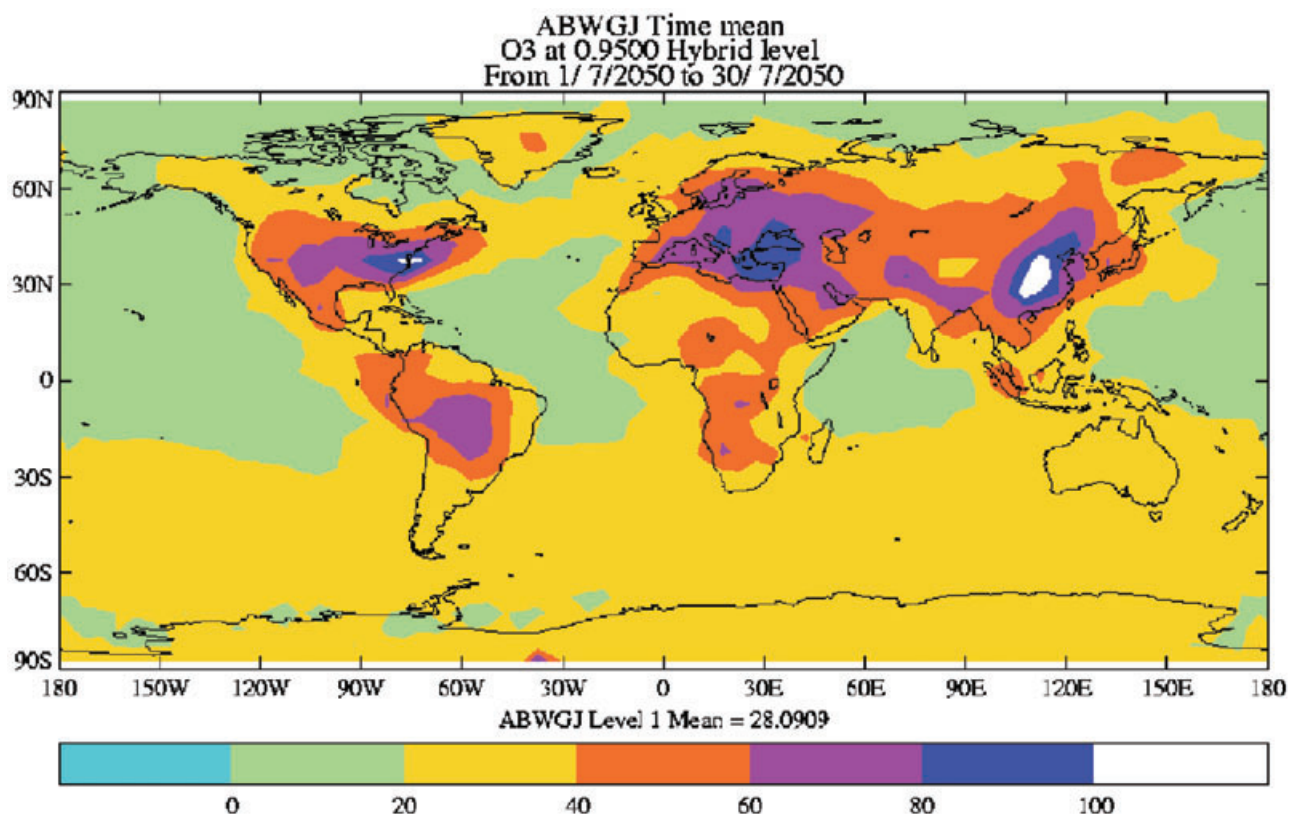 ABWGJ Time mean
O3 at 0.9500 Hybrid level
From 1/ 7/2050 to 30/ 7/2050
90N
60N
30N
0
30S
60S
90S
180 150W 120W 90W 60W 30W 0 30E 60E 90E 120E 150E 180
ABWGJ Level 1 Mean = 28.0909
0 20 40 60 80 100